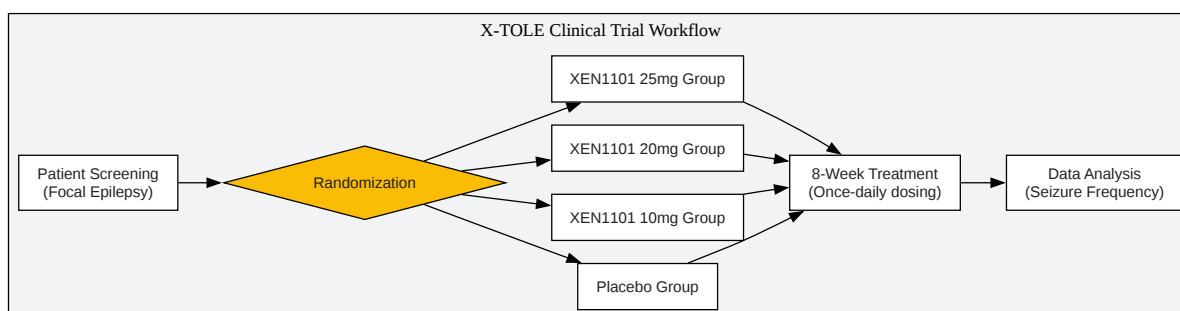 X-TOLE Clinical Trial Workflow
Patient Screening
(Focal Epilepsy)
Randomization
XEN1101 25mg Group
XEN1101 20mg Group
XEN1101 10mg Group
Placebo Group
8-Week Treatment
(Once-daily dosing)
Data Analysis
(Seizure Frequency)